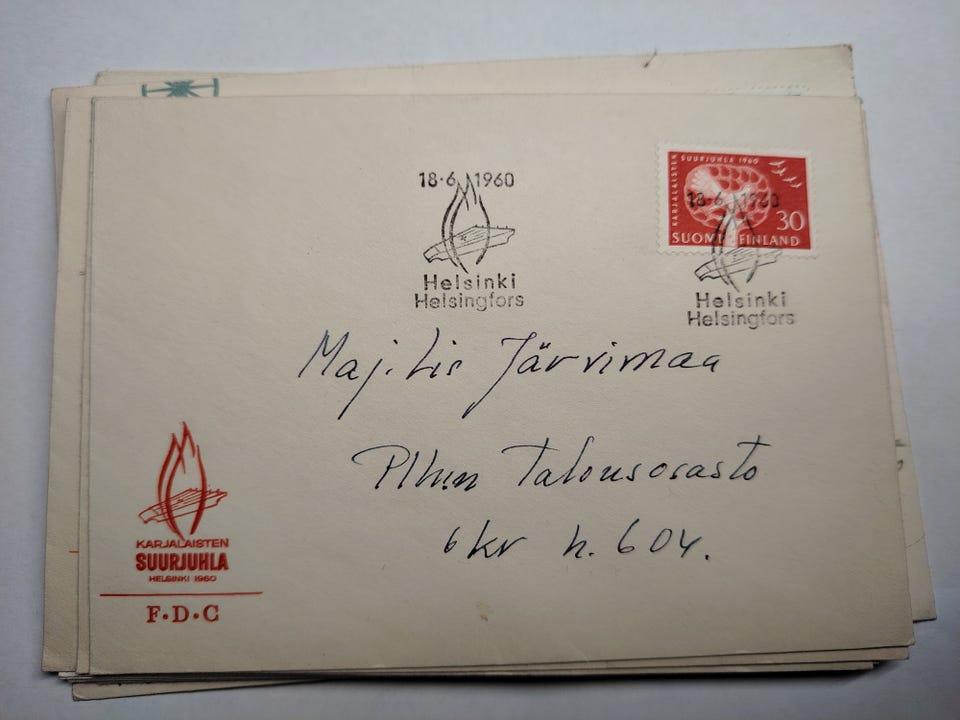 18·6 1960
Helsinki
Helsingfors
KARJALAISTEN SUURJUHLA 1960
30
SUOMI FINLAND
18·6 1960
Helsinki
Helsingfors
Maj-Lis Järvimaa
Talousosasto
6 kr h. 604.
KARJALAISTEN
SUURJUHLA
HELSINKI 1960
F·D·C